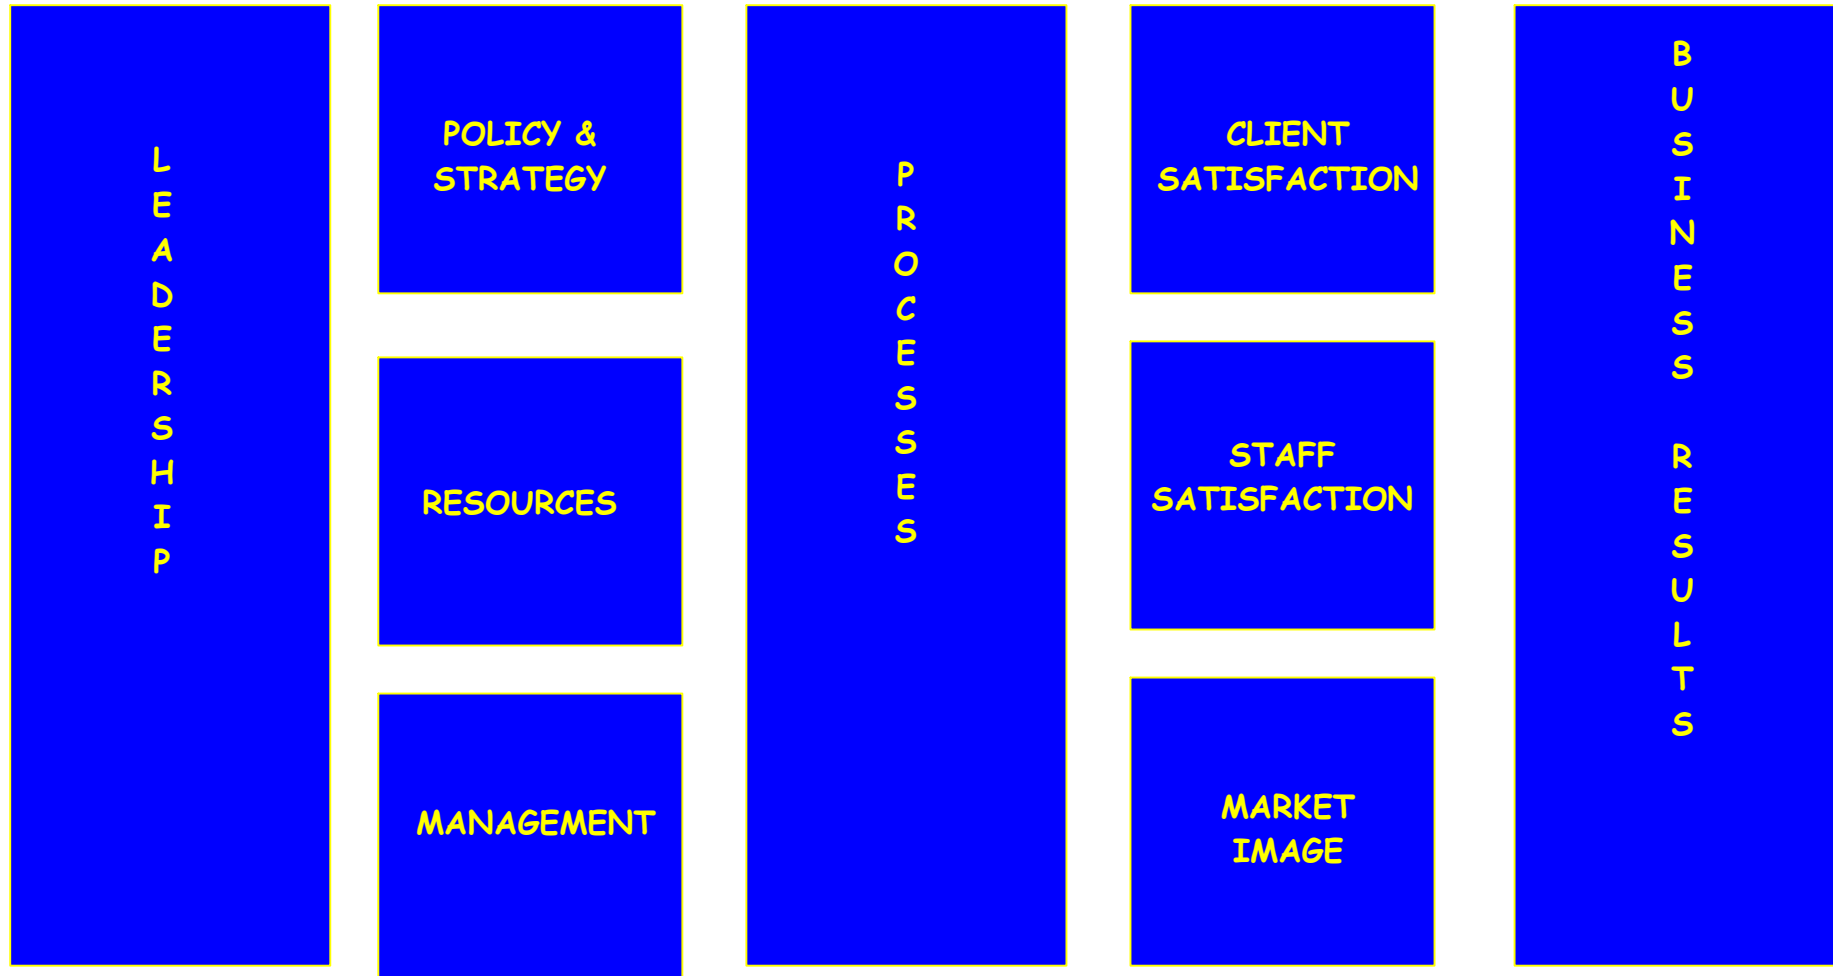 LEADERSHIP
POLICY &
STRATEGY
RESOURCES
MANAGEMENT
PROCESSES
CLIENT
SATISFACTION
STAFF
SATISFACTION
MARKET
IMAGE
BUSINESS RESULTS